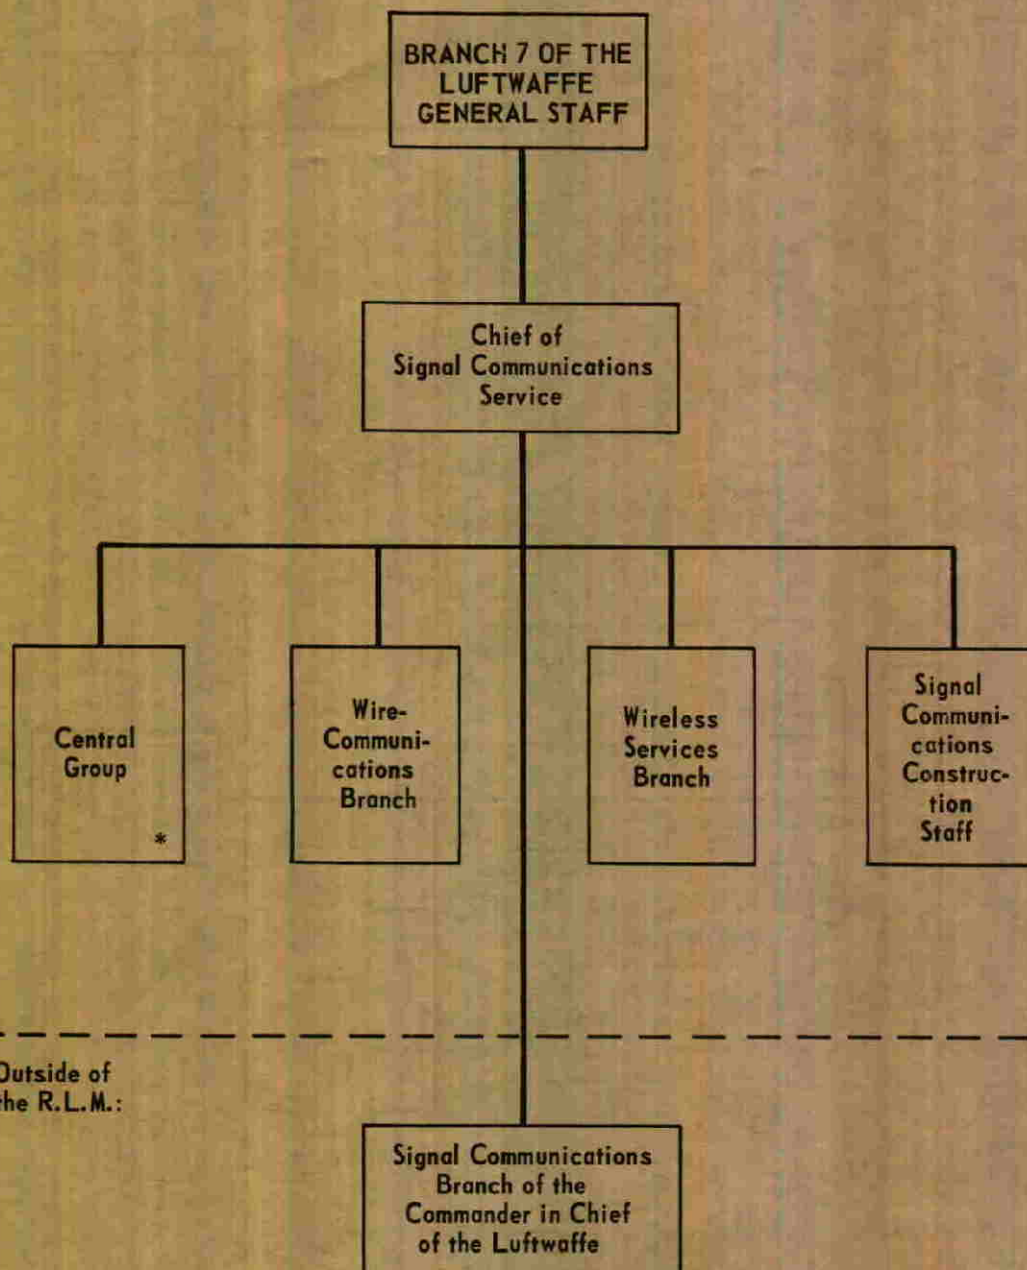 BRANCH 7 OF THE
LUFTWAFFE
GENERAL STAFF
Chief of
Signal Communications
Service
Central
Group
*
Wire-
Communi-
cations
Branch
Wireless
Services
Branch
Signal
Communi-
cations
Construc-
tion
Staff
Outside of
the R.L.M.:
Signal Communications
Branch of the
Commander in Chief
of the Luftwaffe